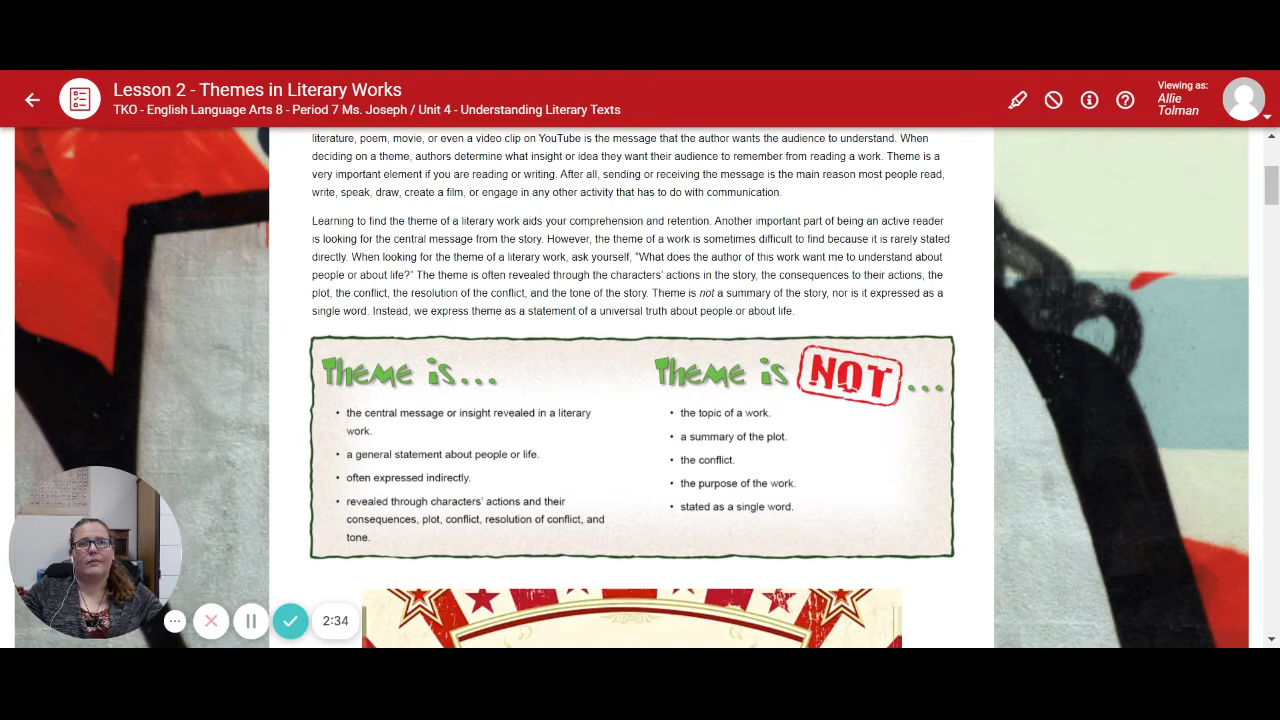 Lesson 2 - Themes in Literary Works
TKO - English Language Arts 8 - Period 7 Ms. Joseph / Unit 4 - Understanding Literary Texts
Viewing as:
Allie
Tolman
literature, poem, movie, or even a video clip on YouTube is the message that the author wants the audience to understand. When
deciding on a theme, authors determine what insight or idea they want their audience to remember from reading a work. Theme is a
very important element if you are reading or writing. After all, sending or receiving the message is the main reason most people read,
write, speak, draw, create a film, or engage in any other activity that has to do with communication.
Learning to find the theme of a literary work aids your comprehension and retention. Another important part of being an active reader
is looking for the central message from the story. However, the theme of a work is sometimes difficult to find because it is rarely stated
directly. When looking for the theme of a literary work, ask yourself, “What does the author of this work want me to understand about
people or about life?” The theme is often revealed through the characters’ actions in the story, the consequences to their actions, the
plot, the conflict, the resolution of the conflict, and the tone of the story. Theme is not a summary of the story, nor is it expressed as a
single word. Instead, we express theme as a statement of a universal truth about people or about life.
Theme is...
• the central message or insight revealed in a literary
work.
• a general statement about people or life.
• often expressed indirectly.
• revealed through characters’ actions and their
consequences, plot, conflict, resolution of conflict, and
tone.
Theme is NOT...
• the topic of a work.
• a summary of the plot.
• the conflict.
• the purpose of the work.
• stated as a single word.
2:34